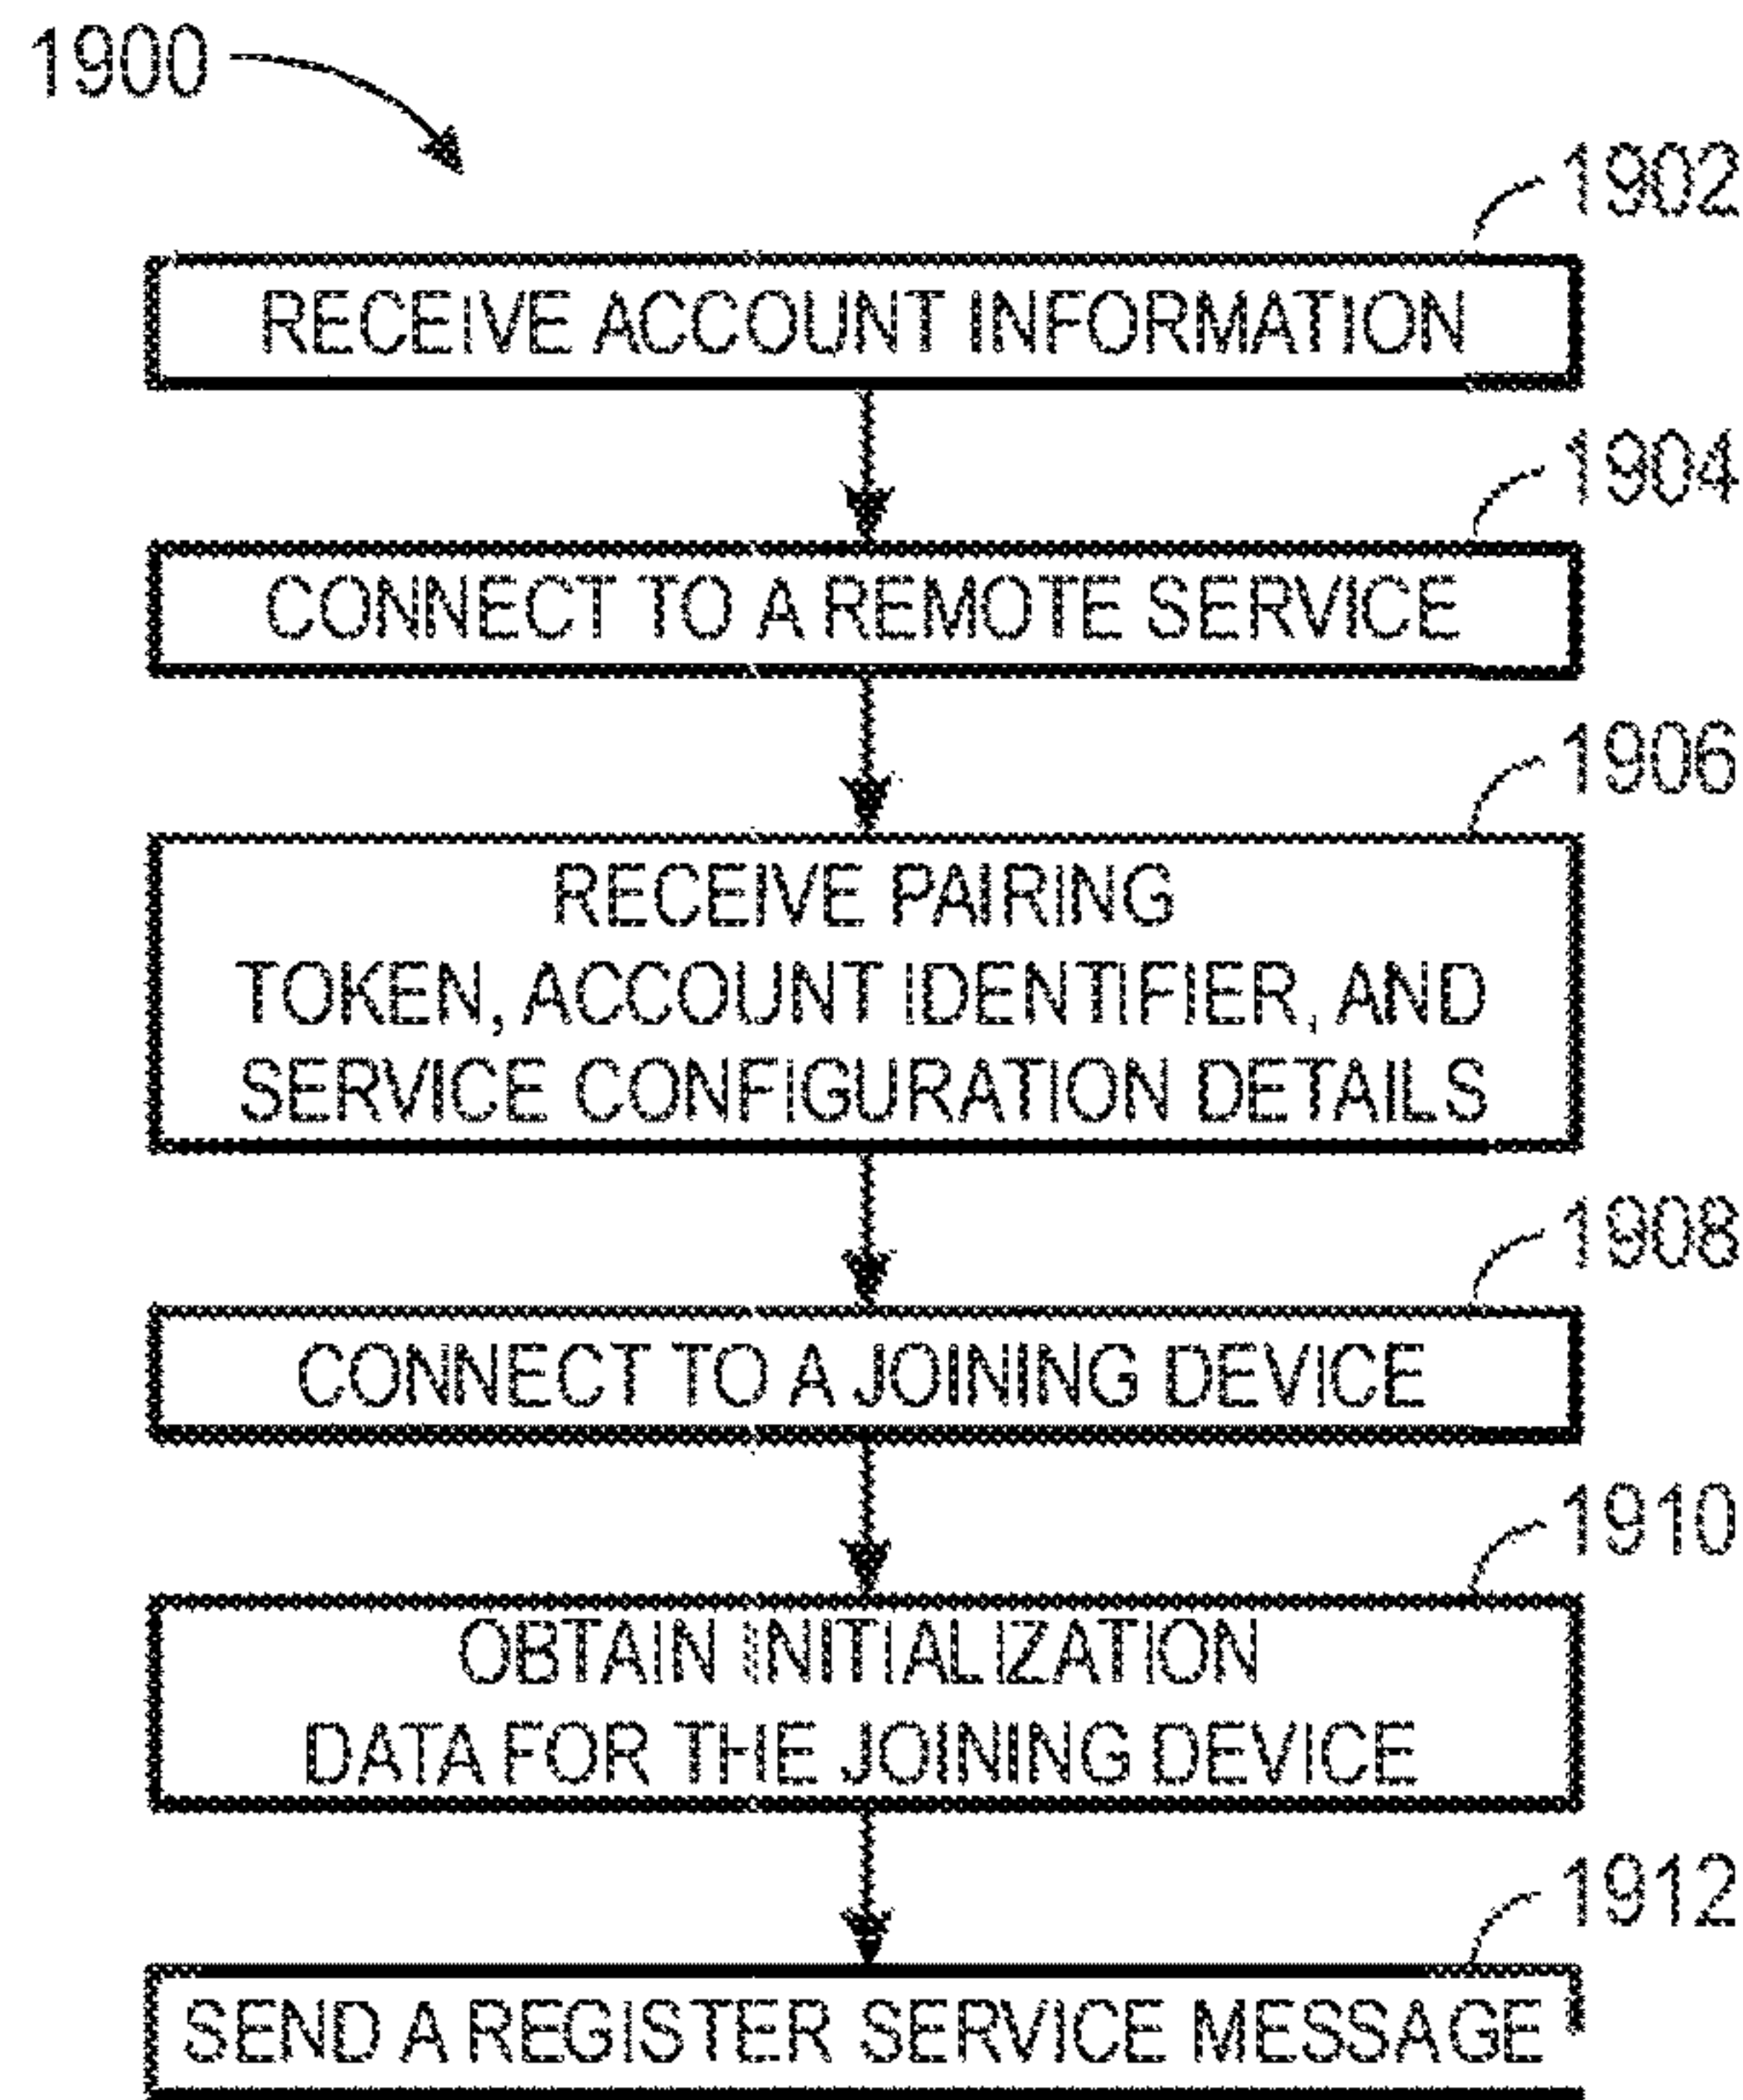 1900
1902
RECEIVE ACCOUNT INFORMATION
1904
CONNECT TO A REMOTE SERVICE
1906
RECEIVE PAIRING
TOKEN, ACCOUNT IDENTIFIER, AND
SERVICE CONFIGURATION DETAILS
1908
CONNECT TO A JOINING DEVICE
1910
OBTAIN INITIALIZATION
DATA FOR THE JOINING DEVICE
1912
SEND A REGISTER SERVICE MESSAGE